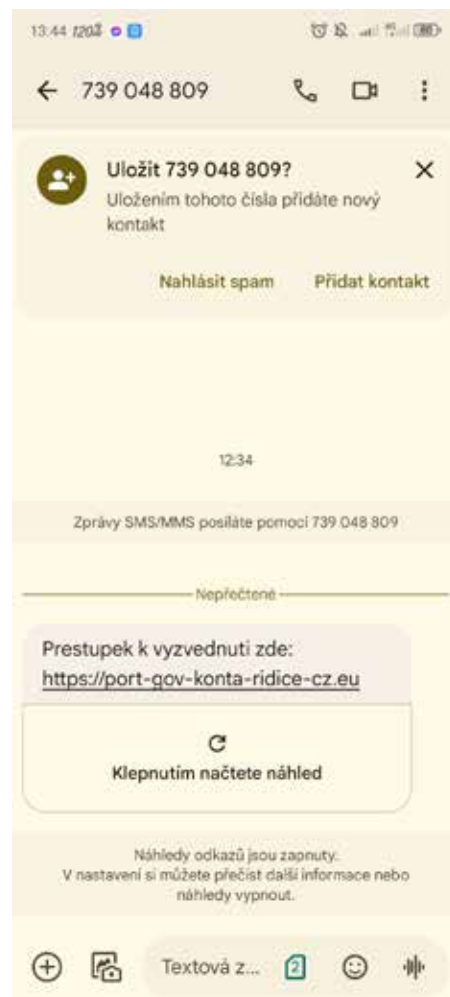 13:44
739 048 809
Uložit 739 048 809?
Uložením tohoto čísla přidáte nový
kontakt
Nahlásit spam Přidat kontakt
12:34
Zprávy SMS/MMS posíláte pomocí 739 048 809
Nepřečtené
Prestupek k vyzvednuti zde:
https://port-gov-konta-ridice-cz.eu
Klepnutím načtete náhled
Náhledy odkazů jsou zapnuty.
V nastavení si můžete přečíst další informace nebo
náhledy vypnout.
Textová z... 2